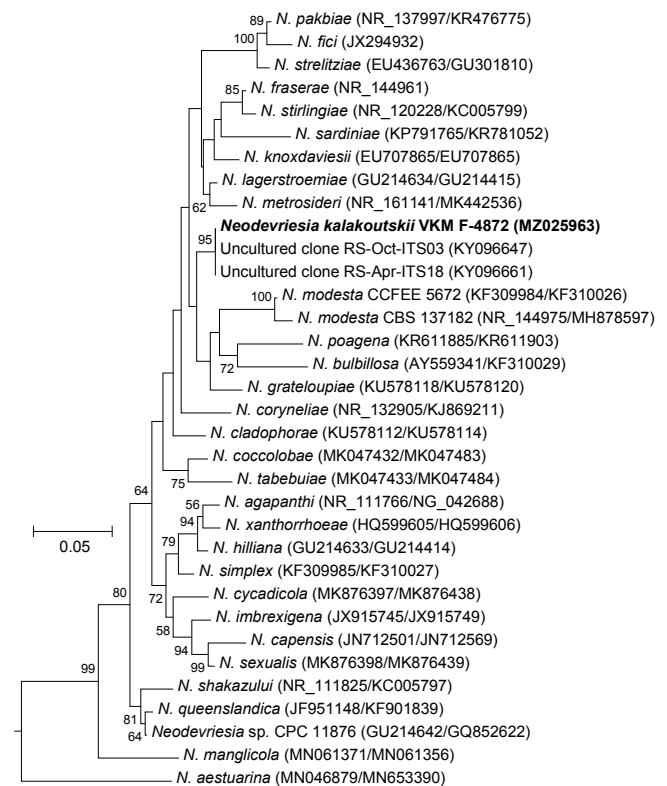 89
N. pakbiae (NR_137997/KR476775)
100
N. fici (JX294932)
N. strelitziae (EU436763/GU301810)
85
N. fraserae (NR_144961)
N. stirlingiae (NR_120228/KC005799)
N. sardiniae (KP791765/KR781052)
N. knoxdaviesii (EU707865/EU707865)
N. lagerstroemiae (GU214634/GU214415)
62
N. metrosideri (NR_161141/MK442536)
Neodevriesia kalakoutskii VKM F-4872 (MZ025963)
95
Uncultured clone RS-Oct-ITS03 (KY096647)
Uncultured clone RS-Apr-ITS18 (KY096661)
100
N. modesta CCFEE 5672 (KF309984/KF310026)
N. modesta CBS 137182 (NR_144975/MH878597)
N. poagena (KR611885/KR611903)
72
N. bulbillosa (AY559341/KF310029)
N. grateloupiae (KU578118/KU578120)
N. coryneliae (NR_132905/KJ869211)
N. cladophorae (KU578112/KU578114)
N. coccolobae (MK047432/MK047483)
75
N. tabebuiae (MK047433/MK047484)
64
56
N. agapanthi (NR_111766/NG_042688)
94
N. xanthorrhoeae (HQ599605/HQ599606)
79
N. hilliana (GU214633/GU214414)
0.05
N. simplex (KF309985/KF310027)
80
72
N. cycadicola (MK876397/MK876438)
N. imbrexigena (JX915745/JX915749)
58
N. capensis (JN712501/JN712569)
94
99
N. sexualis (MK876398/MK876439)
99
N. shakazului (NR_111825/KC005797)
N. queenslandica (JF951148/KF901839)
81
64
Neodevriesia sp. CPC 11876 (GU214642/GQ852622)
N. manglicola (MN061371/MN061356)
N. aestuarina (MN046879/MN653390)